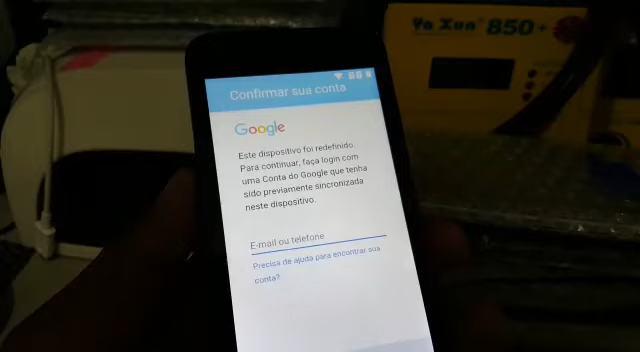 Ya Xun® 850+
Confirmar sua conta
Google
Este dispositivo foi redefinido.
Para continuar, faça login com
uma Conta do Google que tenha
sido previamente sincronizada
neste dispositivo.
E-mail ou telefone
Precisa de ajuda para encontrar sua
conta?